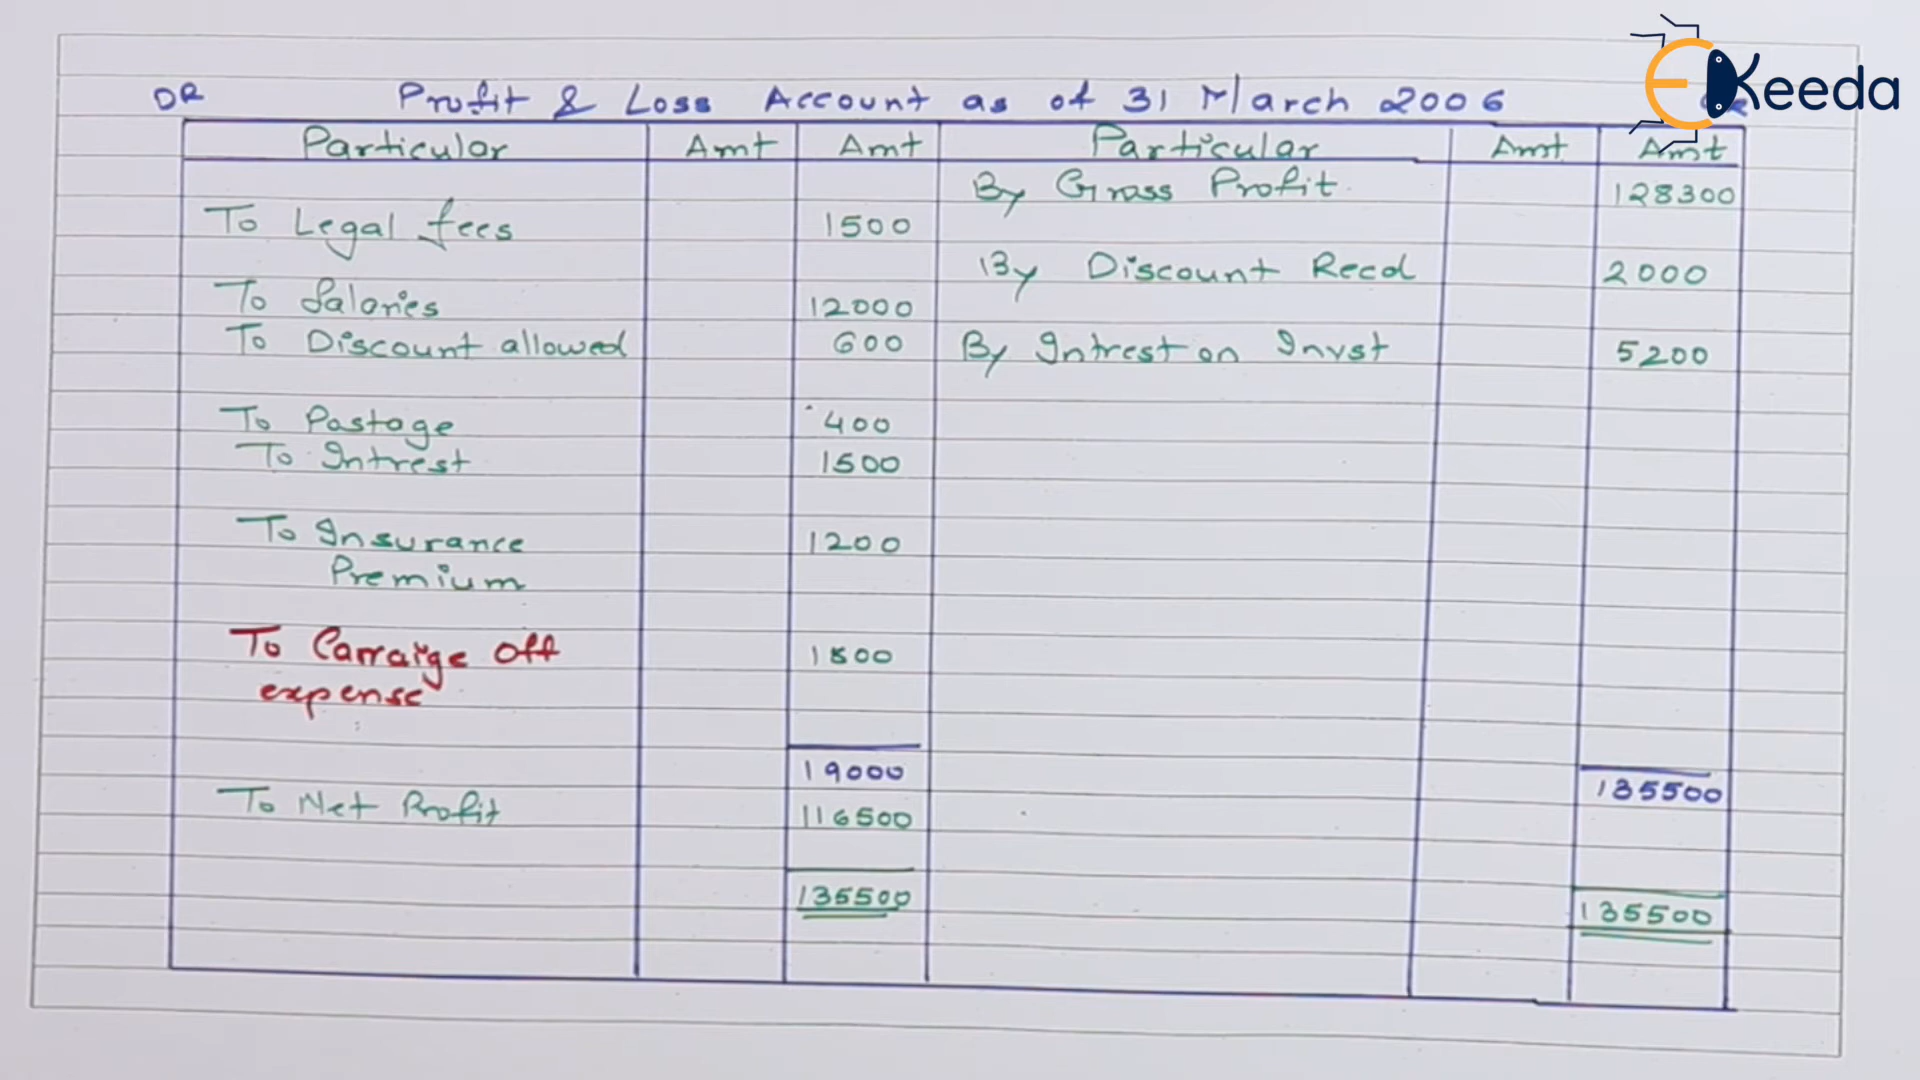 EKeeda
DR Profit & Loss Account as of 31 March 2006
Particular Amt Amt Particular Amt Amt
By Gross Profit 128300
To Legal fees 1500
By Discount Recd 2000
To Salaries 12000
To Discount allowed 600 By Intrest on Invst 5200
To Postage 400
To Intrest 1500
To Insurance 1200
Premium
To Carraige off 1800
expense
19000 135500
To Net Profit 116500
135500 135500